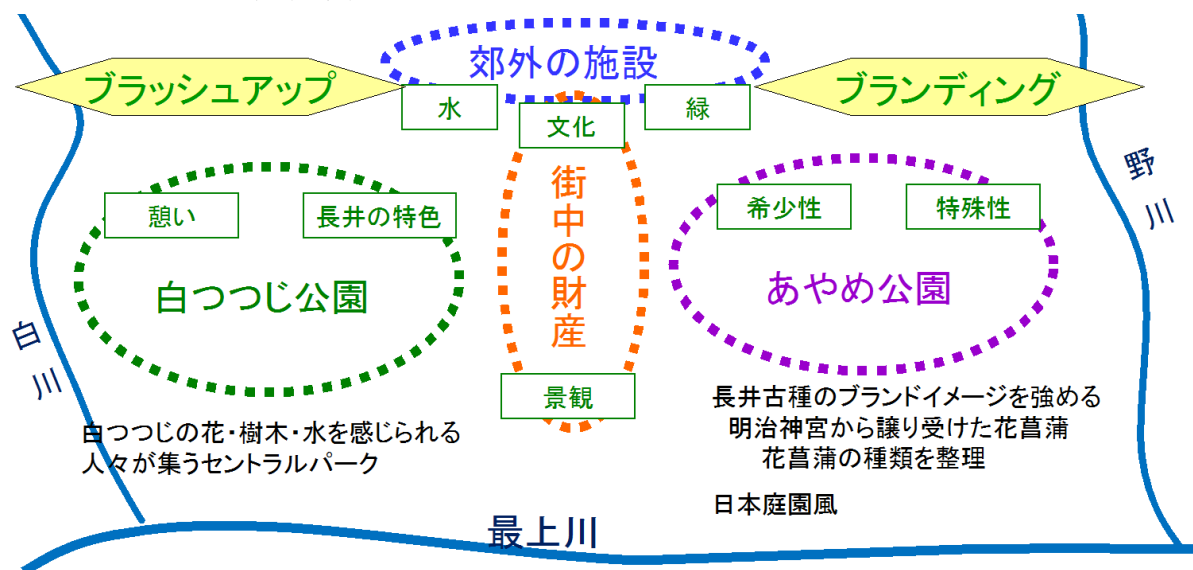 郊外の施設
ブラッシュアップ
ブランディング
水
文化
緑
憩い
長井の特色
白つつじ公園
街中の財産
希少性
特殊性
あやめ公園
野川
白川
景観
白つつじの花・樹木・水を感じられる
人々が集うセントラルパーク
長井古種のブランドイメージを強める
明治神宮から譲り受けた花菖蒲
花菖蒲の種類を整理
日本庭園風
最上川